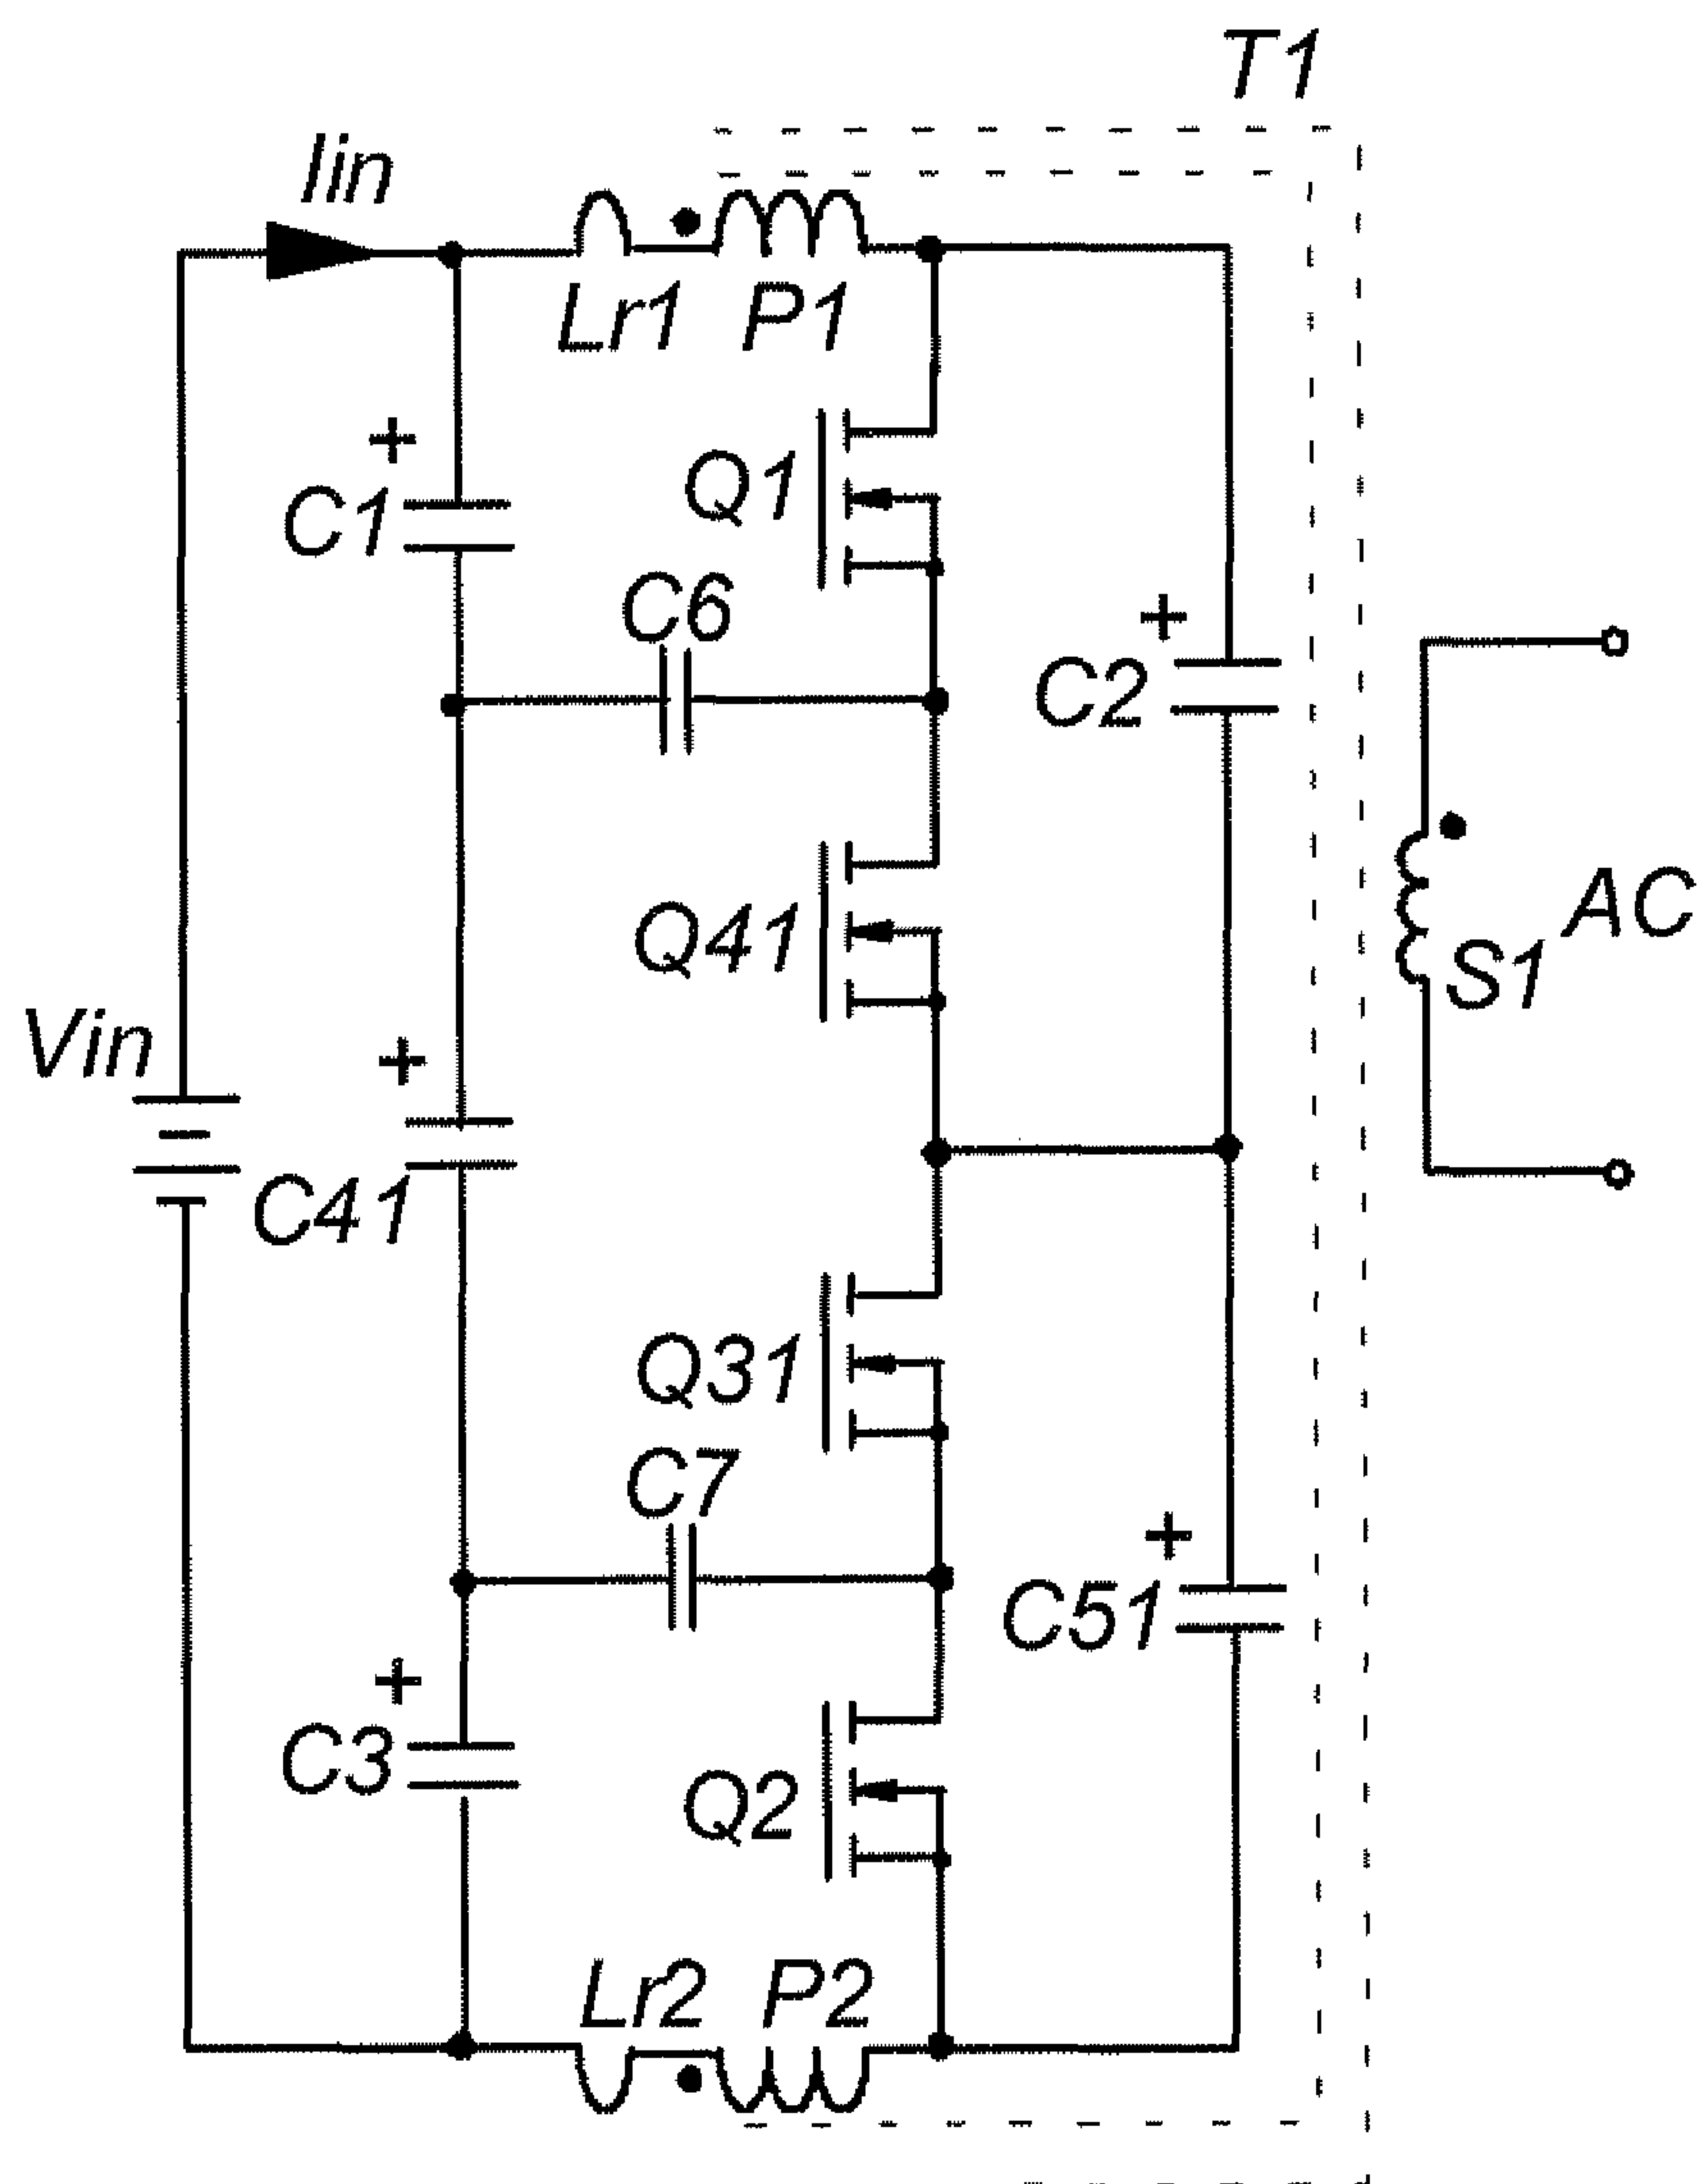 T1
Iin
Lr1 P1
Q1
C1
C6
C2
Q41
AC
S1
Vin
C41
Q31
C7
C51
C3
Q2
Lr2 P2